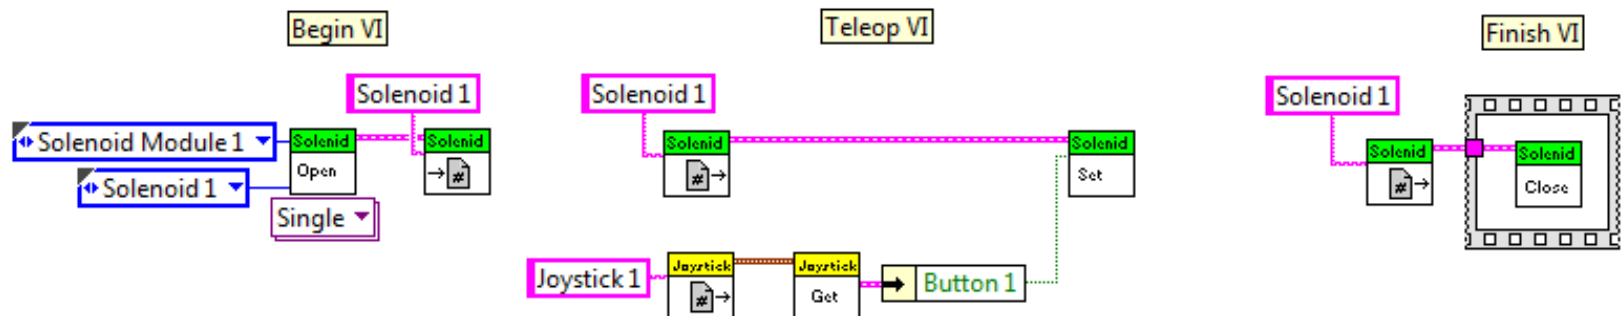 Begin VI
Teleop VI
Finish VI
Solenoid 1
Solenoid 1
Solenoid 1
Solenoid Module 1
Solenid
Open
Solenid
#
Solenid
#
Solenid
Set
Solenid
#
Solenid
Close
Solenoid 1
Single
Joystick 1
Joystick
#
Joystick
Get
Button 1